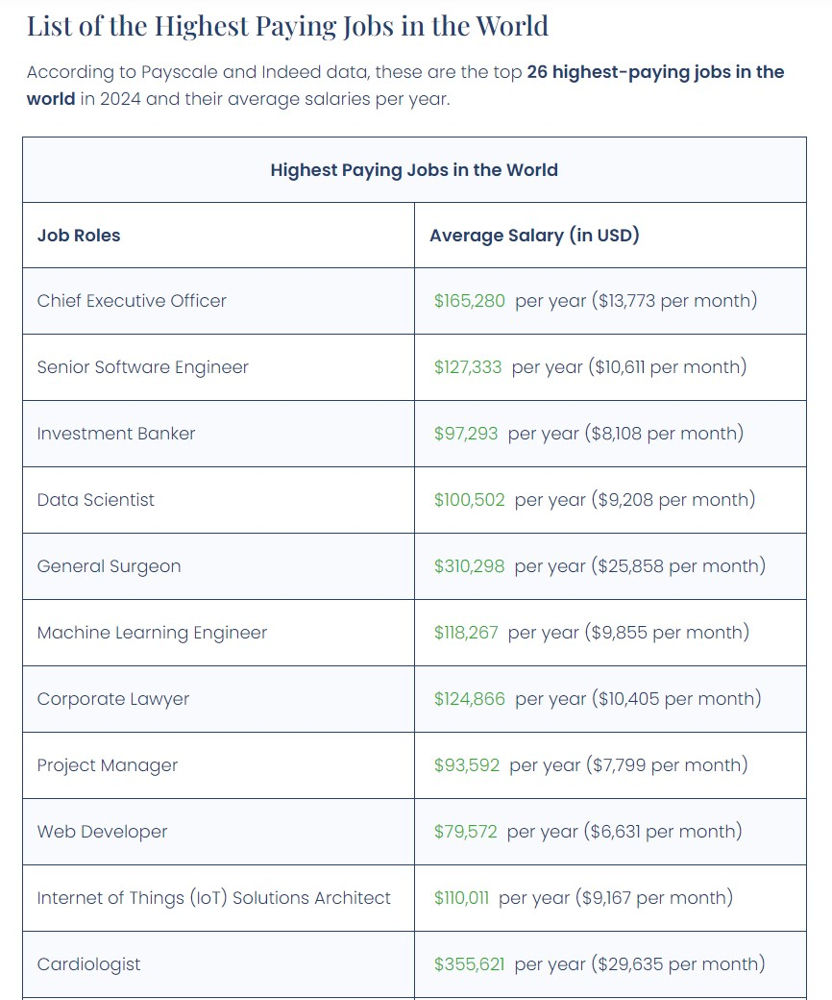 List of the Highest Paying Jobs in the World
According to Payscale and Indeed data, these are the top 26 highest-paying jobs in the
world in 2024 and their average salaries per year.
Highest Paying Jobs in the World
Job Roles Average Salary (in USD)
Chief Executive Officer $165,280 per year ($13,773 per month)
Senior Software Engineer $127,333 per year ($10,611 per month)
Investment Banker $97,293 per year ($8,108 per month)
Data Scientist $100,502 per year ($9,208 per month)
General Surgeon $310,298 per year ($25,858 per month)
Machine Learning Engineer $118,267 per year ($9,855 per month)
Corporate Lawyer $124,866 per year ($10,405 per month)
Project Manager $93,592 per year ($7,799 per month)
Web Developer $79,572 per year ($6,631 per month)
Internet of Things (IoT) Solutions Architect $110,011 per year ($9,167 per month)
Cardiologist $355,621 per year ($29,635 per month)